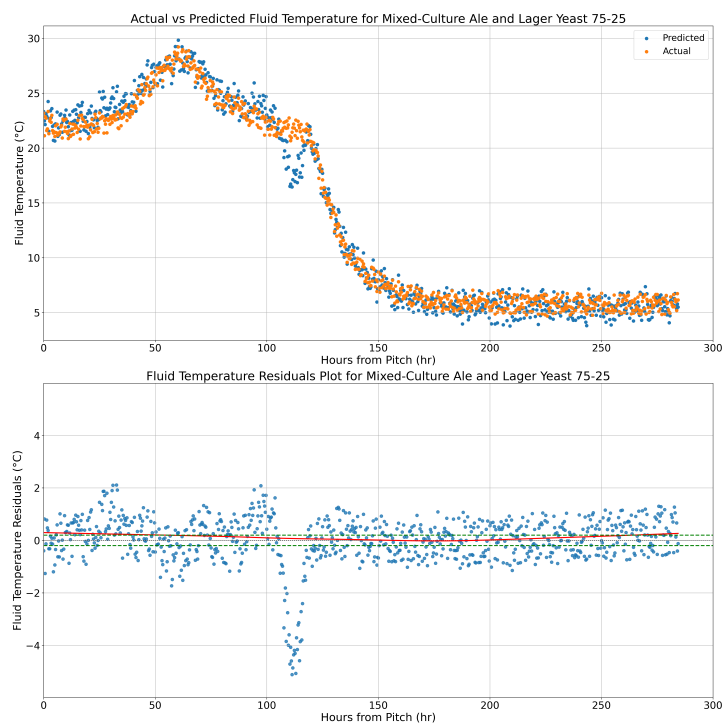 Actual vs Predicted Fluid Temperature for Mixed-Culture Ale and Lager Yeast 75-25
30
25
20
15
10
5
Fluid Temperature (°C)
Predicted
Actual
0 50 100 150 200 250 300
Hours from Pitch (hr)
Fluid Temperature Residuals Plot for Mixed-Culture Ale and Lager Yeast 75-25
4
2
0
−2
−4
Fluid Temperature Residuals (°C)
0 50 100 150 200 250 300
Hours from Pitch (hr)